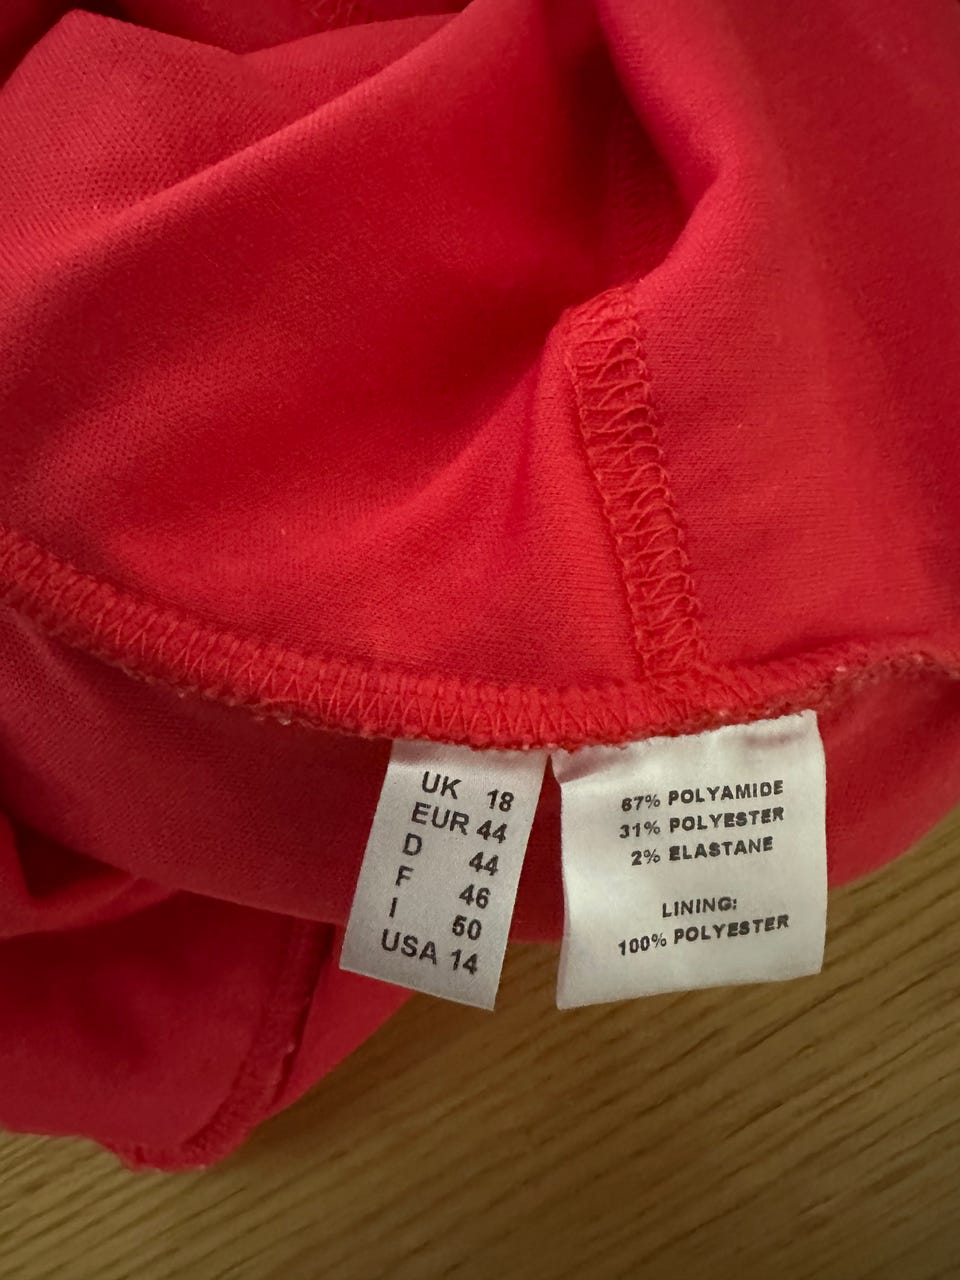 UK 18
EUR 44
D 44
F 46
I 50
USA 14
67% POLYAMIDE
31% POLYESTER
2% ELASTANE
LINING:
100% POLYESTER